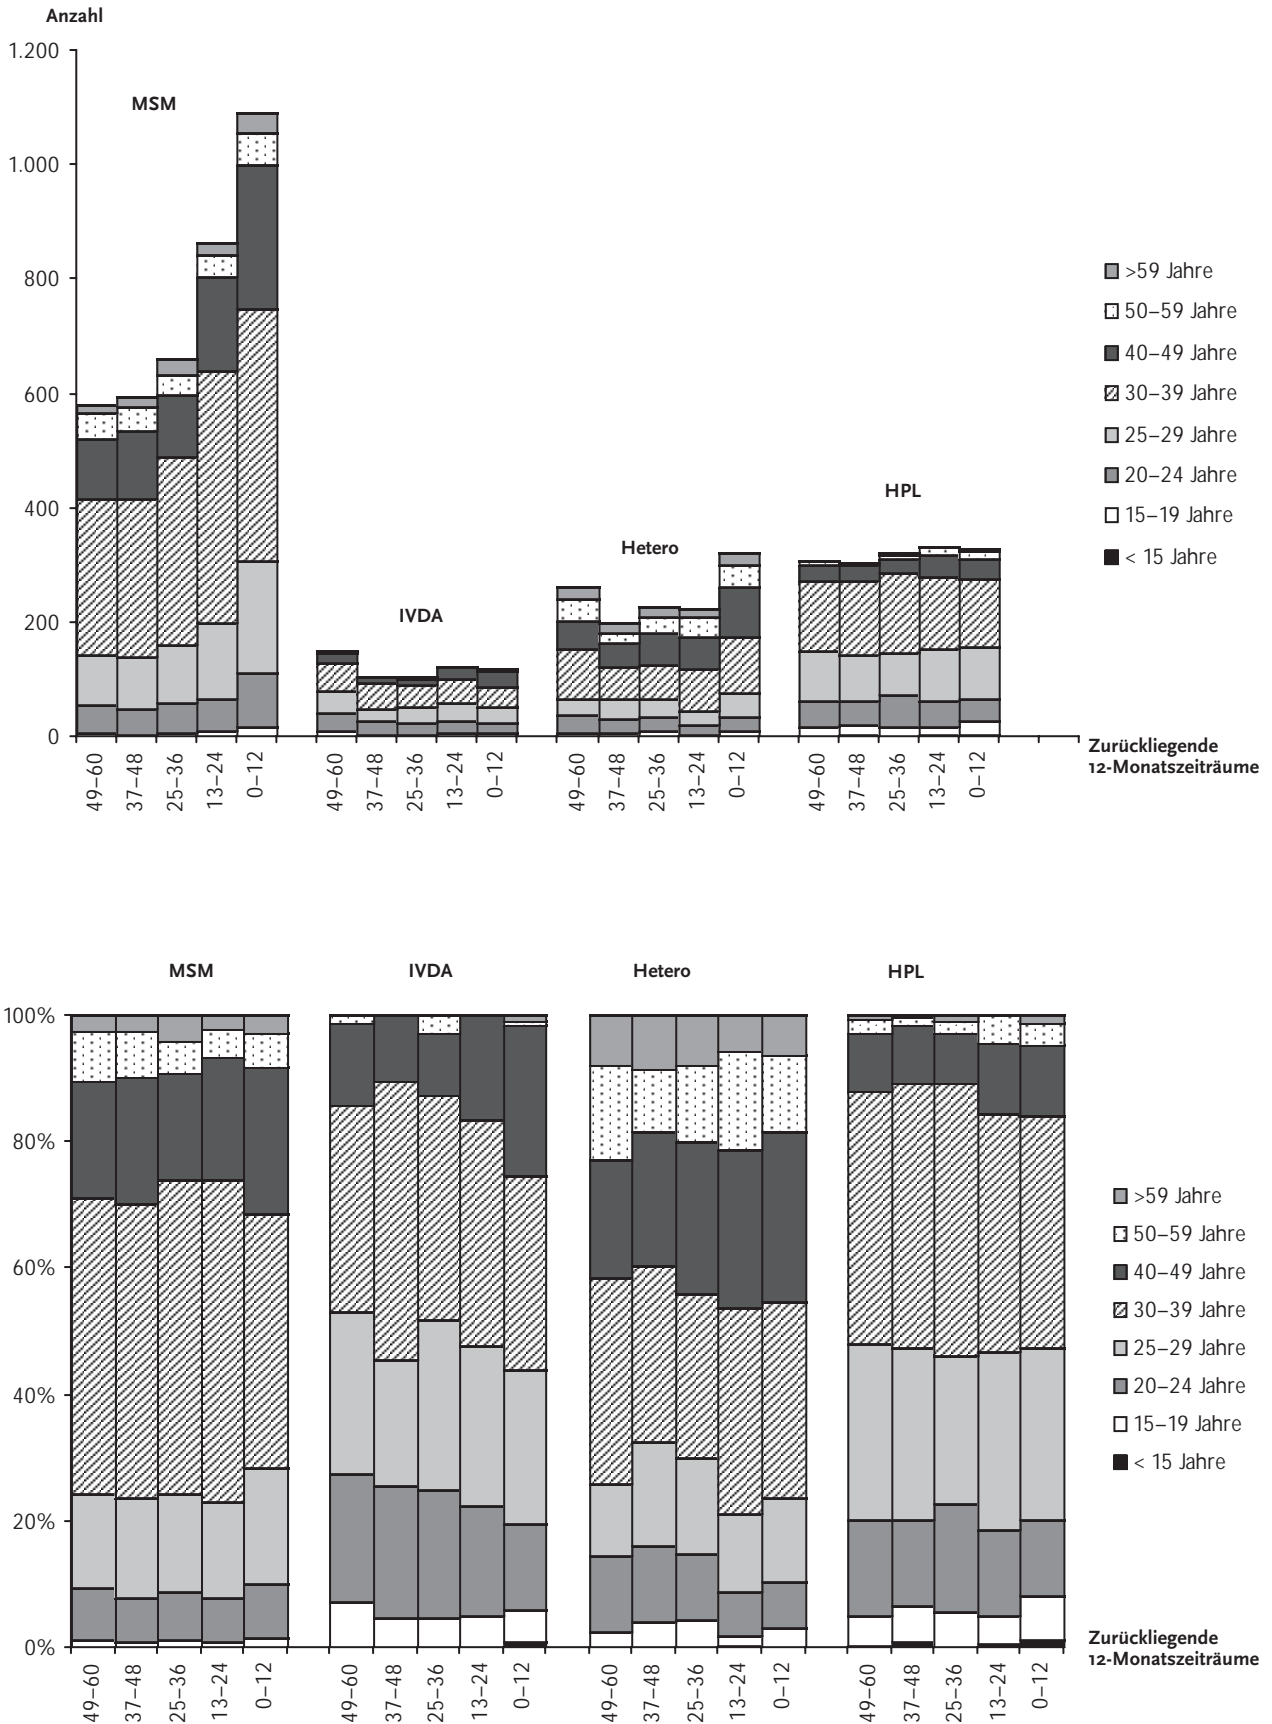 Anzahl
1.200
1.000
800
600
400
200
0
MSM
IVDA
Hetero
HPL
>59 Jahre
50–59 Jahre
40–49 Jahre
30–39 Jahre
25–29 Jahre
20–24 Jahre
15–19 Jahre
< 15 Jahre
49–60
37–48
25–36
13–24
0–12
49–60
37–48
25–36
13–24
0–12
49–60
37–48
25–36
13–24
0–12
49–60
37–48
25–36
13–24
0–12
Zurückliegende
12-Monatszeiträume
MSM
IVDA
Hetero
HPL
100%
80%
60%
40%
20%
0%
>59 Jahre
50–59 Jahre
40–49 Jahre
30–39 Jahre
25–29 Jahre
20–24 Jahre
15–19 Jahre
< 15 Jahre
49–60
37–48
25–36
13–24
0–12
49–60
37–48
25–36
13–24
0–12
49–60
37–48
25–36
13–24
0–12
49–60
37–48
25–36
13–24
0–12
Zurückliegende
12-Monatszeiträume